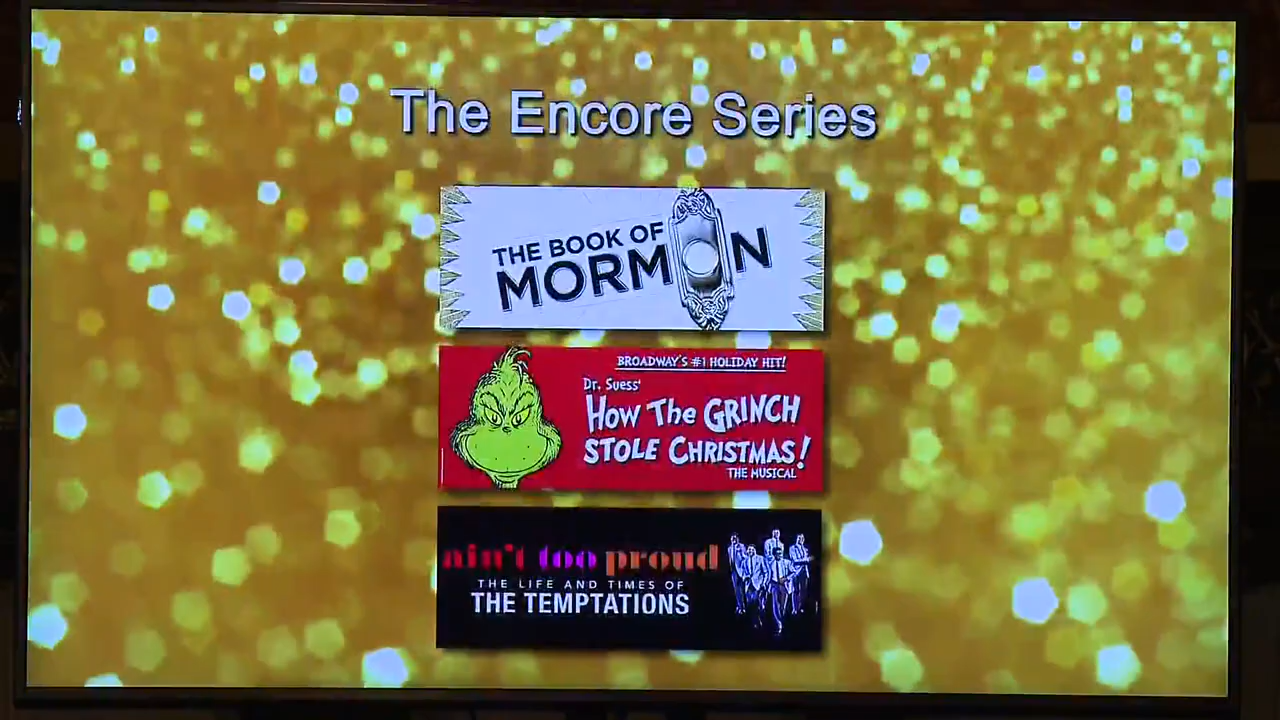 The Encore Series
THE BOOK OF
MORMON
BROADWAY'S #1 HOLIDAY HIT!
Dr. Suess'
How The GRINCH
STOLE CHRISTMAS!
THE MUSICAL
ain't too proud
THE LIFE AND TIMES OF
THE TEMPTATIONS